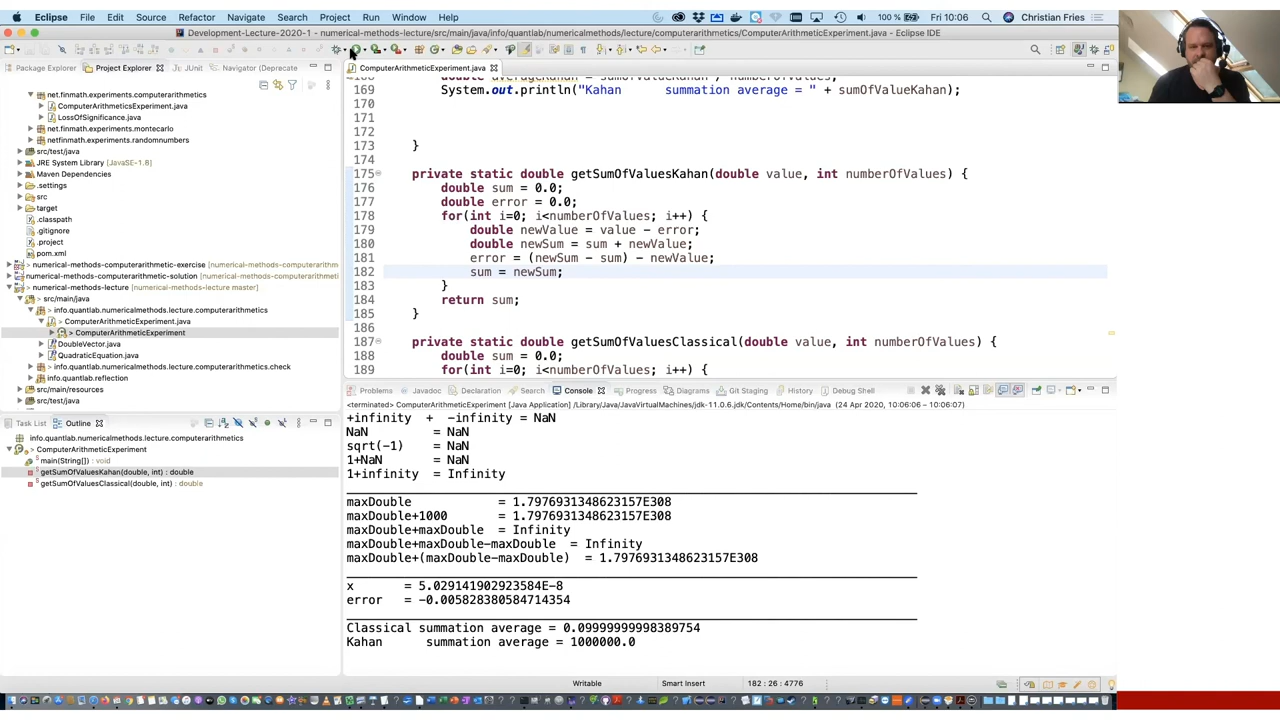 Eclipse File Edit Source Refactor Navigate Search Project Run Window Help 100 % Fri 10:06 Christian Fries
Development-Lecture-2020-1 - numerical-methods-lecture/src/main/java/info/quantlab/numericalmethods/lecture/computerarithmetics/ComputerArithmeticExperiment.java - Eclipse IDE
Package Explorer Project Explorer JUnit Navigator (Deprecate
net.finmath.experiments.computerarithmetics
ComputerArithmeticsExperiment.java
LossOfSignificance.java
net.finmath.experiments.montecarlo
netfinmath.experiments.randomnumbers
src/test/java
JRE System Library [JavaSE-1.8]
Maven Dependencies
.settings
src
target
.classpath
.gitignore
.project
pom.xml
> numerical-methods-computerarithmetic-exercise
> numerical-methods-computerarithmetic-solution
> numerical-methods-lecture [numerical-methods-lecture master]
> src/main/java
> info.quantlab.numericalmethods.lecture.computerarithmetics
> ComputerArithmeticExperiment.java
> ComputerArithmeticExperiment
DoubleVector.java
QuadraticEquation.java
info.quantlab.numericalmethods.lecture.computerarithmetics.check
info.quantlab.reflection
src/main/resources
src/test/java
Task List Outline
info.quantlab.numericalmethods.lecture.computerarithmetics
ComputerArithmeticExperiment
main(String[]) : void
getSumOfValuesKahan(double, int) : double
getSumOfValuesClassical(double, int) : double
ComputerArithmeticExperiment.java
169 System.out.println("Kahan summation average = " + sumOfValueKahan);
170
171
172
173 }
174
175 private static double getSumOfValuesKahan(double value, int numberOfValues) {
176 double sum = 0.0;
177 double error = 0.0;
178 for(int i=0; i<numberOfValues; i++) {
179 double newValue = value - error;
180 double newSum = sum + newValue;
181 error = (newSum - sum) - newValue;
182 sum = newSum;
183 }
184 return sum;
185 }
186
187 private static double getSumOfValuesClassical(double value, int numberOfValues) {
188 double sum = 0.0;
189 for(int i=0; i<numberOfValues; i++) {
Problems Javadoc Declaration Search Console Progress Diagrams Git Staging History Debug Shell
<terminated> ComputerArithmeticExperiment [Java Application] /Library/Java/JavaVirtualMachines/jdk-11.0.6.jdk/Contents/Home/bin/java (24 Apr 2020, 10:06:06 – 10:06:07)
+infinity + -infinity = NaN
NaN = NaN
sqrt(-1) = NaN
1+NaN = NaN
1+infinity = Infinity
maxDouble = 1.7976931348623157E308
maxDouble+1000 = 1.7976931348623157E308
maxDouble+maxDouble = Infinity
maxDouble+maxDouble-maxDouble = Infinity
maxDouble+(maxDouble-maxDouble) = 1.7976931348623157E308
x = 5.029141902923584E-8
error = -0.005828380584714354
Classical summation average = 0.09999999998389754
Kahan summation average = 1000000.0
Writable Smart Insert 182 : 26 : 4776